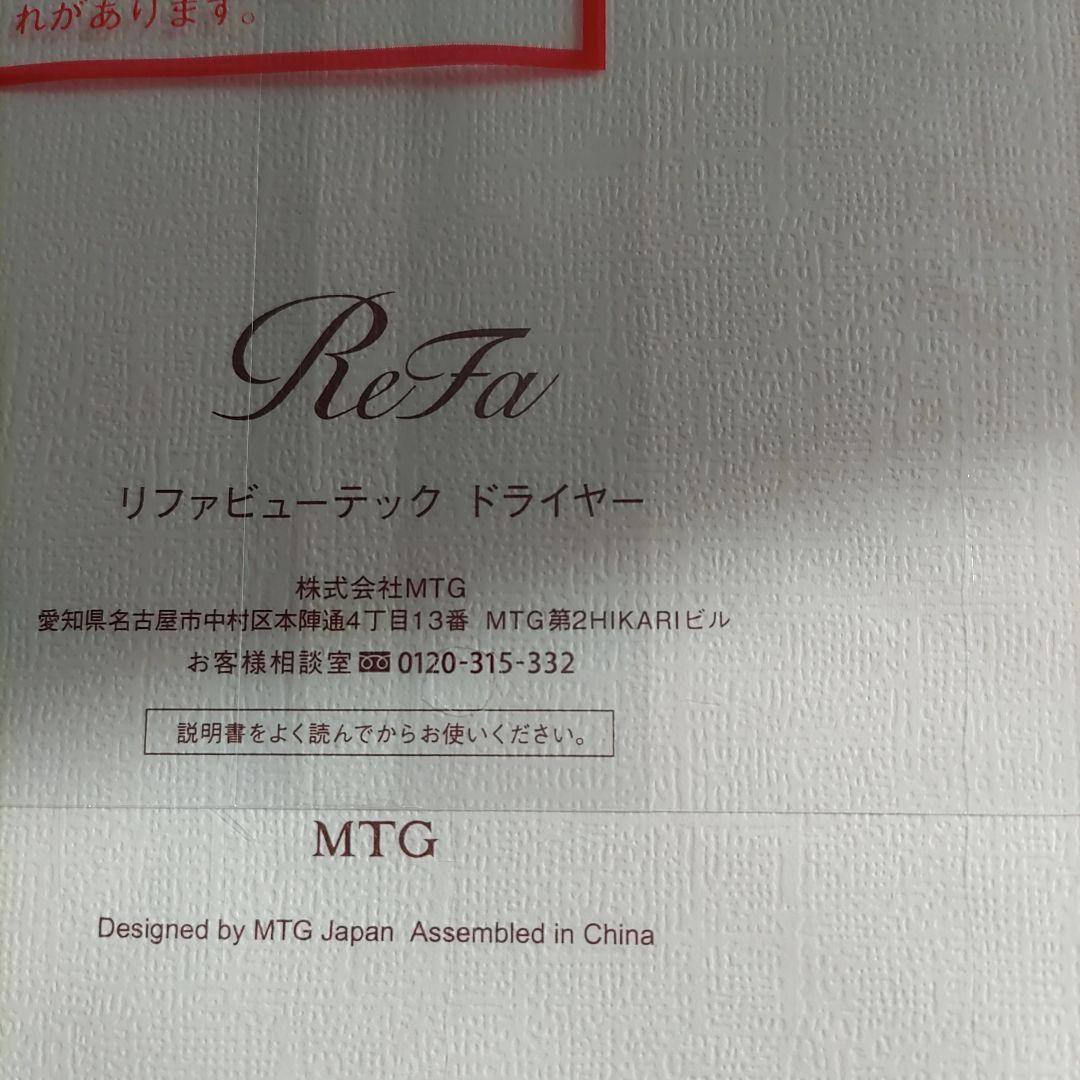 れがあります。
ReFa
リファビューテック ドライヤー
株式会社MTG
愛知県名古屋市中村区本陣通4丁目13番 MTG第2HIKARIビル
お客様相談室 0120-315-332
説明書をよく読んでからお使いください。
MTG
Designed by MTG Japan Assembled in China